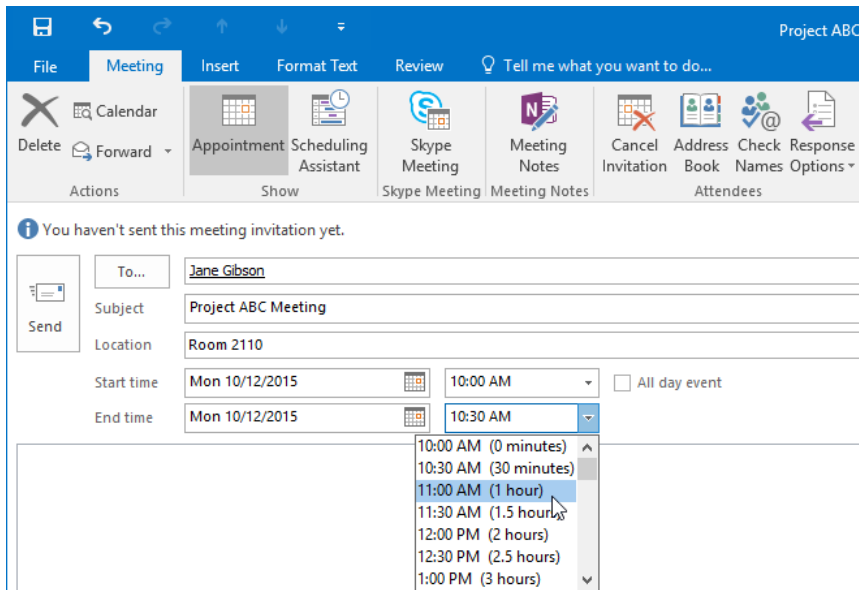 Project ABC
File Meeting Insert Format Text Review Tell me what you want to do...
Delete Calendar Forward
Actions
Appointment Scheduling Assistant
Show
Skype Meeting
Skype Meeting
Meeting Notes
Meeting Notes
Cancel Invitation Address Book Check Names Response Options
Attendees
You haven't sent this meeting invitation yet.
Send
To... Jane Gibson
Subject Project ABC Meeting
Location Room 2110
Start time Mon 10/12/2015 10:00 AM All day event
End time Mon 10/12/2015 10:30 AM
10:00 AM (0 minutes)
10:30 AM (30 minutes)
11:00 AM (1 hour)
11:30 AM (1.5 hours)
12:00 PM (2 hours)
12:30 PM (2.5 hours)
1:00 PM (3 hours)